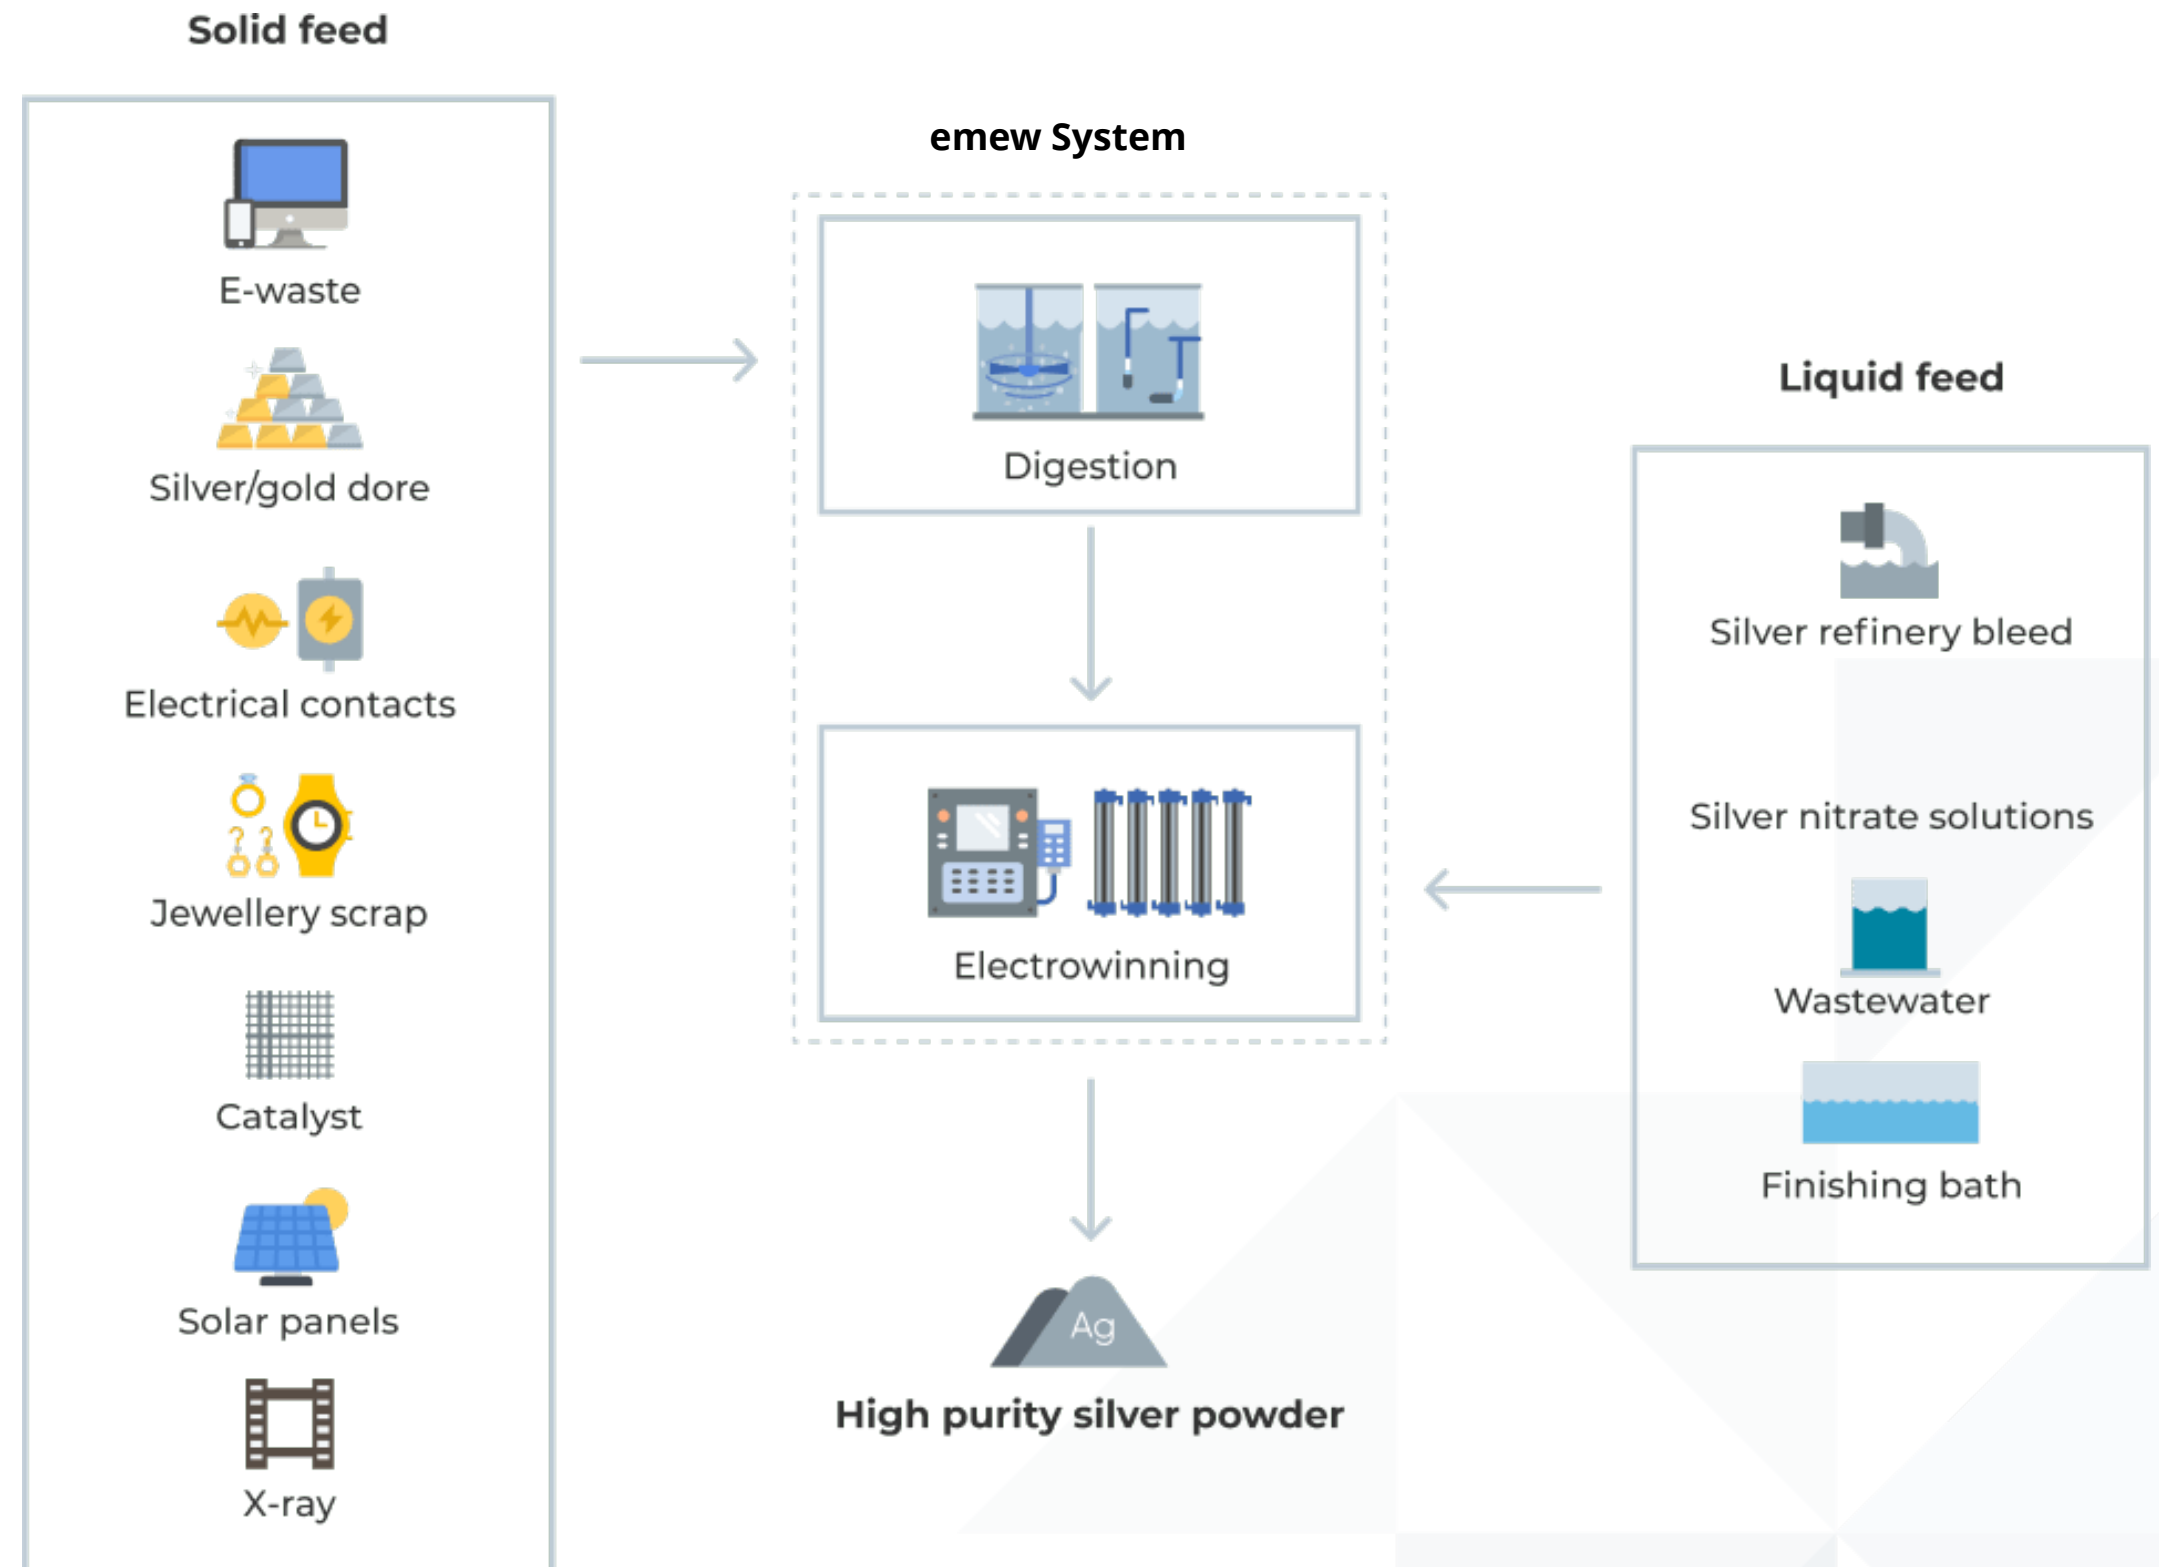 Solid feed
E-waste
Silver/gold dore
Electrical contacts
Jewellery scrap
Catalyst
Solar panels
X-ray
emew System
Digestion
Electrowinning
Ag
High purity silver powder
Liquid feed
Silver refinery bleed
Silver nitrate solutions
Wastewater
Finishing bath